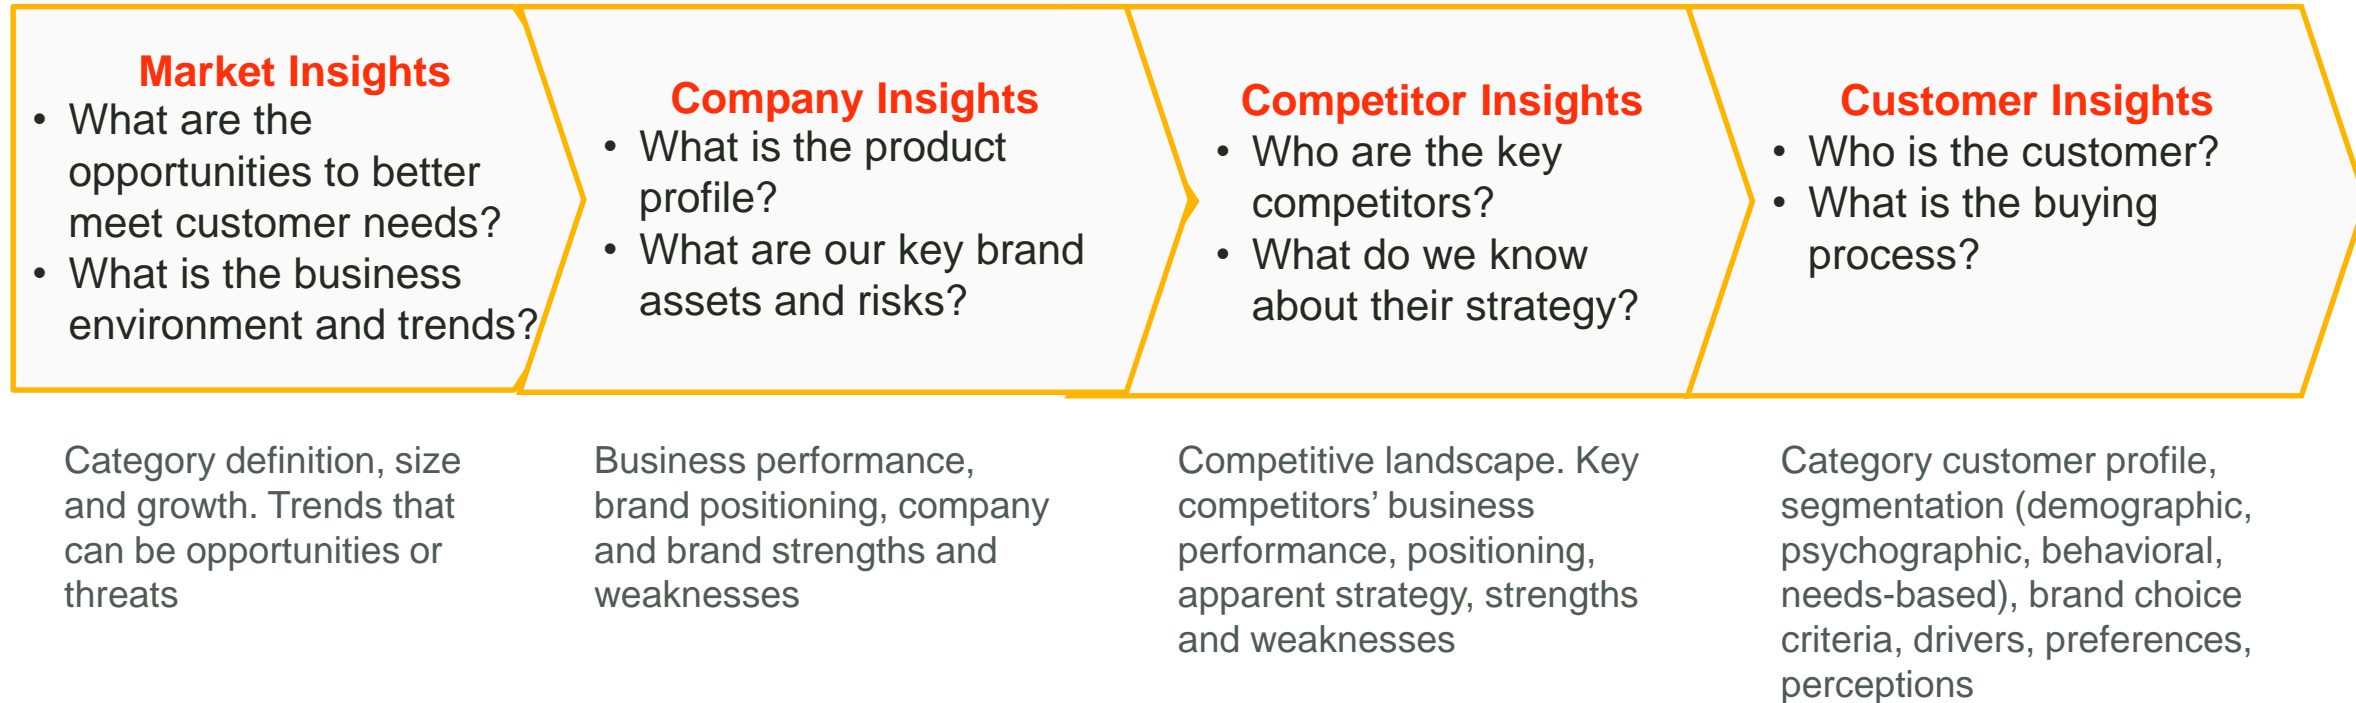 Market Insights
• What are the
opportunities to better
meet customer needs?
• What is the business
environment and trends?
Company Insights
• What is the product
profile?
• What are our key brand
assets and risks?
Competitor Insights
• Who are the key
competitors?
• What do we know
about their strategy?
Customer Insights
• Who is the customer?
• What is the buying
process?
Category definition, size
and growth. Trends that
can be opportunities or
threats
Business performance,
brand positioning, company
and brand strengths and
weaknesses
Competitive landscape. Key
competitors’ business
performance, positioning,
apparent strategy, strengths
and weaknesses
Category customer profile,
segmentation (demographic,
psychographic, behavioral,
needs-based), brand choice
criteria, drivers, preferences,
perceptions